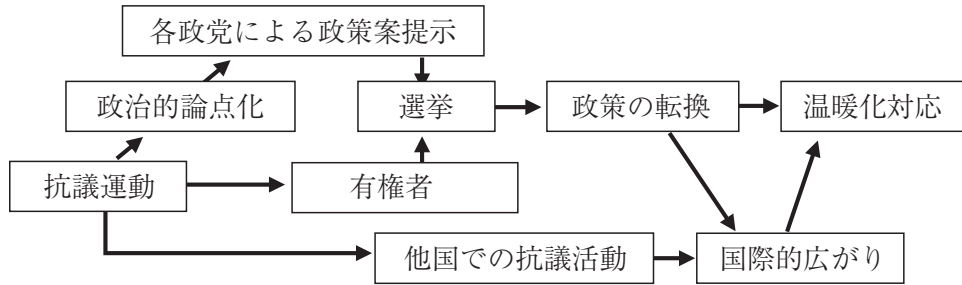 各政党による政策案提示
政治的論点化
選挙
政策の転換
温暖化対応
抗議運動
有権者
他国での抗議活動
国際的広がり